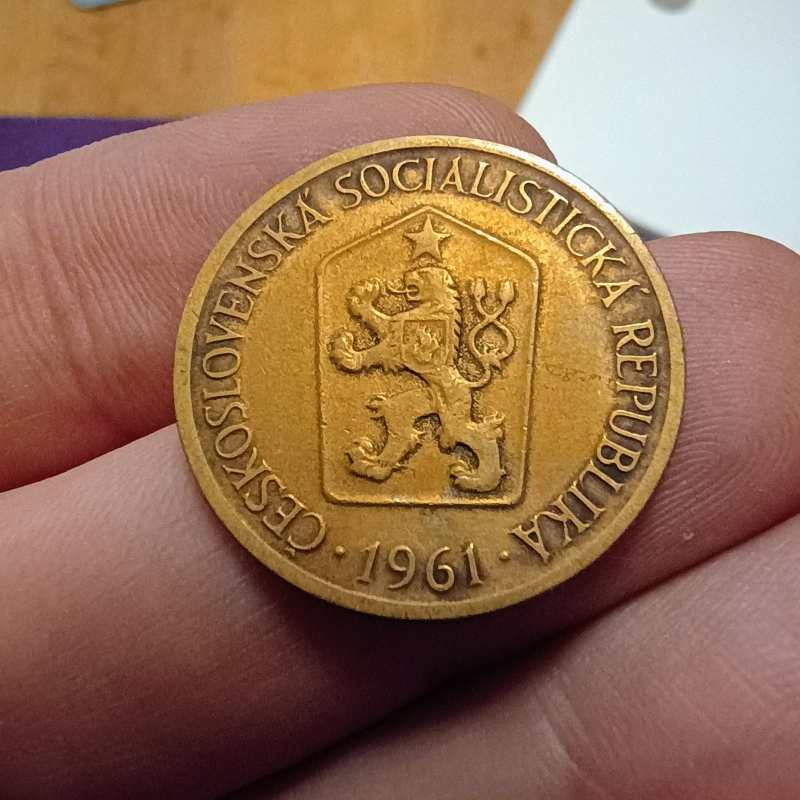 ČESKOSLOVENSKÁ SOCIALISTICKÁ REPUBLIKA
· 1961 ·